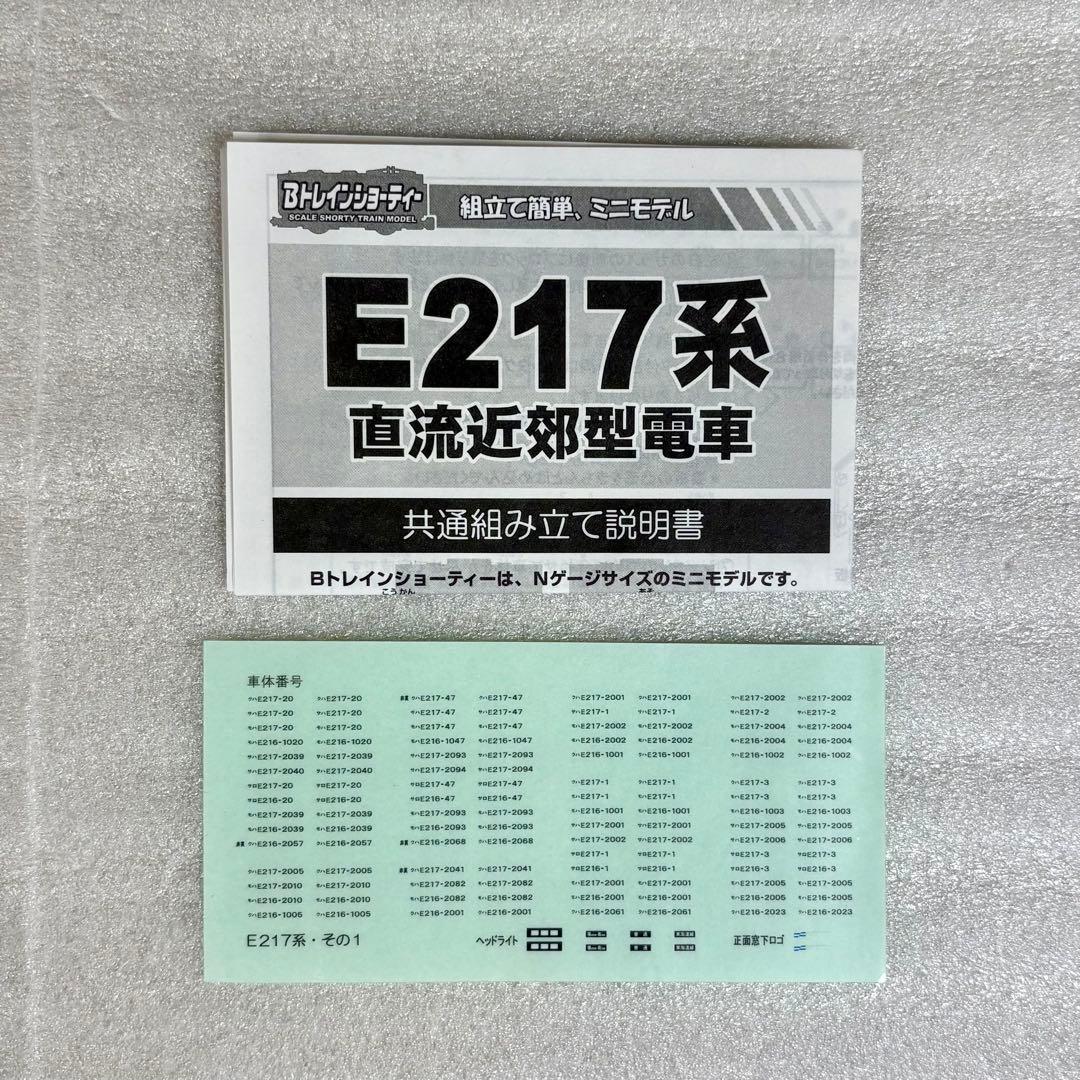 Bトレインショーティー
SCALE SHORTY TRAIN MODEL
組立て簡単、ミニモデル
E217系
直流近郊型電車
共通組み立て説明書
Bトレインショーティーは、Nゲージサイズのミニモデルです。
こうかん あそ
車体番号
クハE217-20 クハE217-20 クハE217-47 クハE217-47 クハE217-2001 クハE217-2001 クハE217-2002 クハE217-2002
サハE217-20 サハE217-20 サハE217-47 サハE217-47 サハE217-1 サハE217-1 サハE217-2 サハE217-2
モハE217-20 モハE217-20 モハE217-47 モハE217-47 モハE217-2002 モハE217-2002 モハE217-2004 モハE217-2004
モハE216-1020 モハE216-1020 モハE216-1047 モハE216-1047 モハE216-2002 モハE216-2002 モハE216-2004 モハE216-2004
サハE217-2039 サハE217-2039 サハE217-2093 サハE217-2093 クハE216-1001 クハE216-1001 クハE216-1002 クハE216-1002
サハE217-2040 サハE217-2040 サハE217-2094 サハE217-2094
サロE217-20 サロE217-20 サロE217-47 サロE217-47 クハE217-1 クハE217-1 クハE217-3 クハE217-3
サロE216-20 サロE216-20 サロE216-47 サロE216-47 モハE217-1 モハE217-1 モハE217-3 モハE217-3
モハE217-2039 モハE217-2039 モハE217-2093 モハE217-2093 モハE216-1001 モハE216-1001 モハE216-1003 モハE216-1003
モハE216-2039 モハE216-2039 モハE216-2093 モハE216-2093 サハE217-2001 サハE217-2001 サハE217-2005 サハE217-2005
クハE216-2057 クハE216-2057 クハE216-2068 クハE216-2068 サハE217-2002 サハE217-2002 サハE217-2006 サハE217-2006
サロE217-1 サロE217-1 サロE217-3 サロE217-3
クハE217-2005 クハE217-2005 クハE217-2041 クハE217-2041 サロE216-1 サロE216-1 サロE216-3 サロE216-3
モハE217-2010 モハE217-2010 モハE217-2082 モハE217-2082 モハE217-2001 モハE217-2001 モハE217-2005 モハE217-2005
モハE216-2010 モハE216-2010 モハE216-2082 モハE216-2082 モハE216-2001 モハE216-2001 モハE216-2005 モハE216-2005
クハE216-1005 クハE216-1005 クハE216-2001 クハE216-2001 クハE216-2061 クハE216-2061 クハE216-2023 クハE216-2023
E217系・その1 ヘッドライト 普通 東海道線 正面窓下ロゴ
普通 東海道線